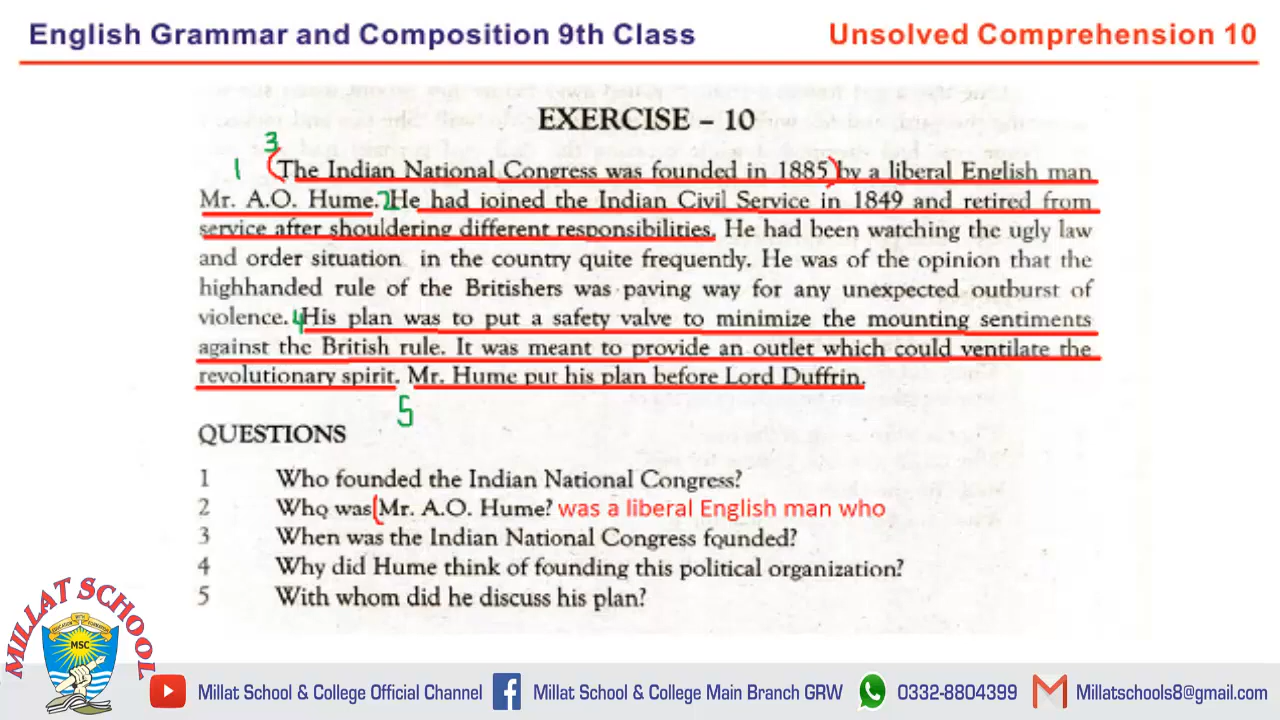 English Grammar and Composition 9th Class
Unsolved Comprehension 10
EXERCISE – 10
3
1 (The Indian National Congress was founded in 1885) by a liberal English man
Mr. A.O. Hume. 2 He had joined the Indian Civil Service in 1849 and retired from
service after shouldering different responsibilities. He had been watching the ugly law
and order situation in the country quite frequently. He was of the opinion that the
highhanded rule of the Britishers was paving way for any unexpected outburst of
violence. 4 His plan was to put a safety valve to minimize the mounting sentiments
against the British rule. It was meant to provide an outlet which could ventilate the
revolutionary spirit. Mr. Hume put his plan before Lord Duffrin.
5
QUESTIONS
1 Who founded the Indian National Congress?
2 Who was (Mr. A.O. Hume? was a liberal English man who
3 When was the Indian National Congress founded?
4 Why did Hume think of founding this political organization?
5 With whom did he discuss his plan?
MILLAT SCHOOL
MSC
Millat School & College Official Channel
Millat School & College Main Branch GRW
0332-8804399
Millatschools8@gmail.com